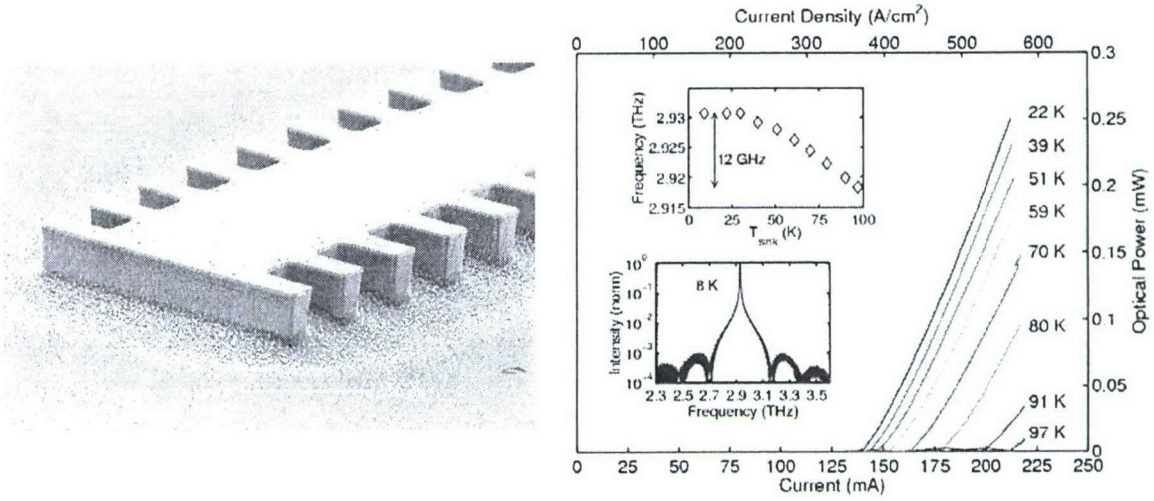 Current Density (A/cm²)
0 100 200 300 400 500 600
0.3
0.25
0.2
0.15
0.1
0.05
0
Optical Power (mW)
22 K
39 K
51 K
59 K
70 K
80 K
91 K
97 K
Frequency (THz)
2.93
2.925
2.92
2.915
12 GHz
0 25 50 75 100
T_sink (K)
Intensity (norm)
10⁰
10⁻¹
10⁻²
10⁻³
10⁻⁴
8 K
2.3 2.5 2.7 2.9 3.1 3.3 3.5
Frequency (THz)
0 25 50 75 100 125 150 175 200 225 250
Current (mA)